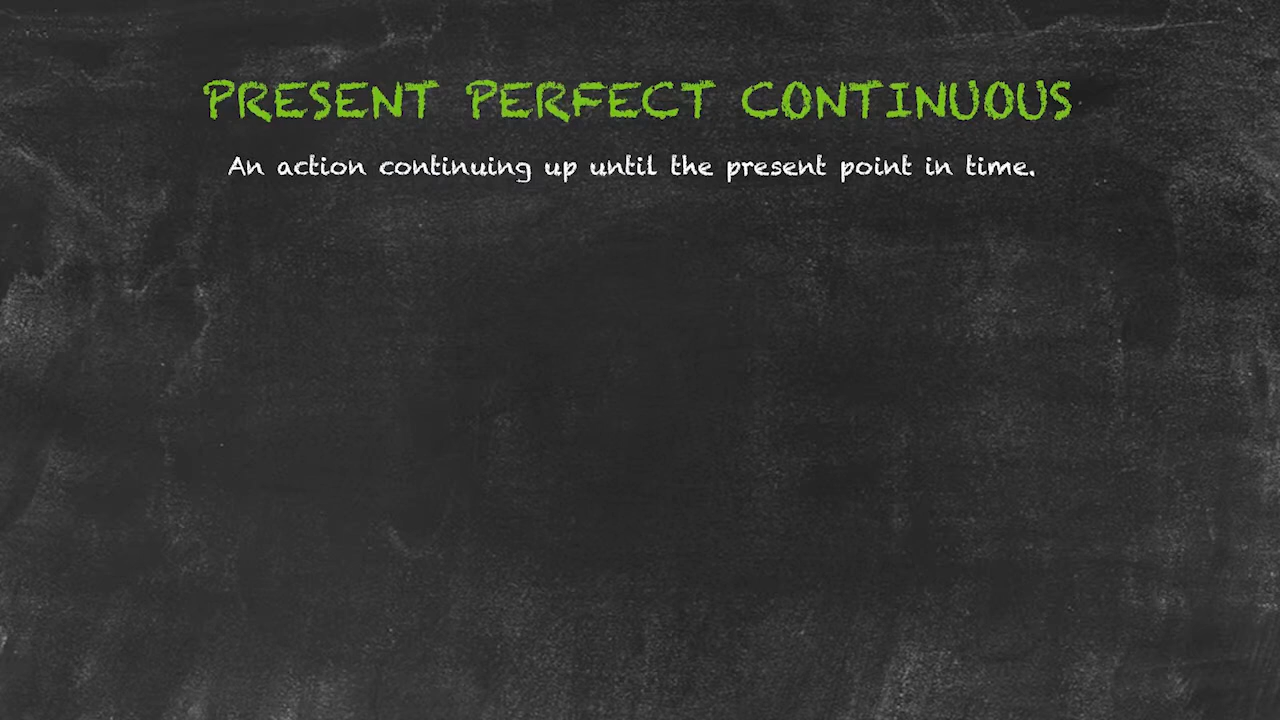 PRESENT PERFECT CONTINUOUS
An action continuing up until the present point in time.